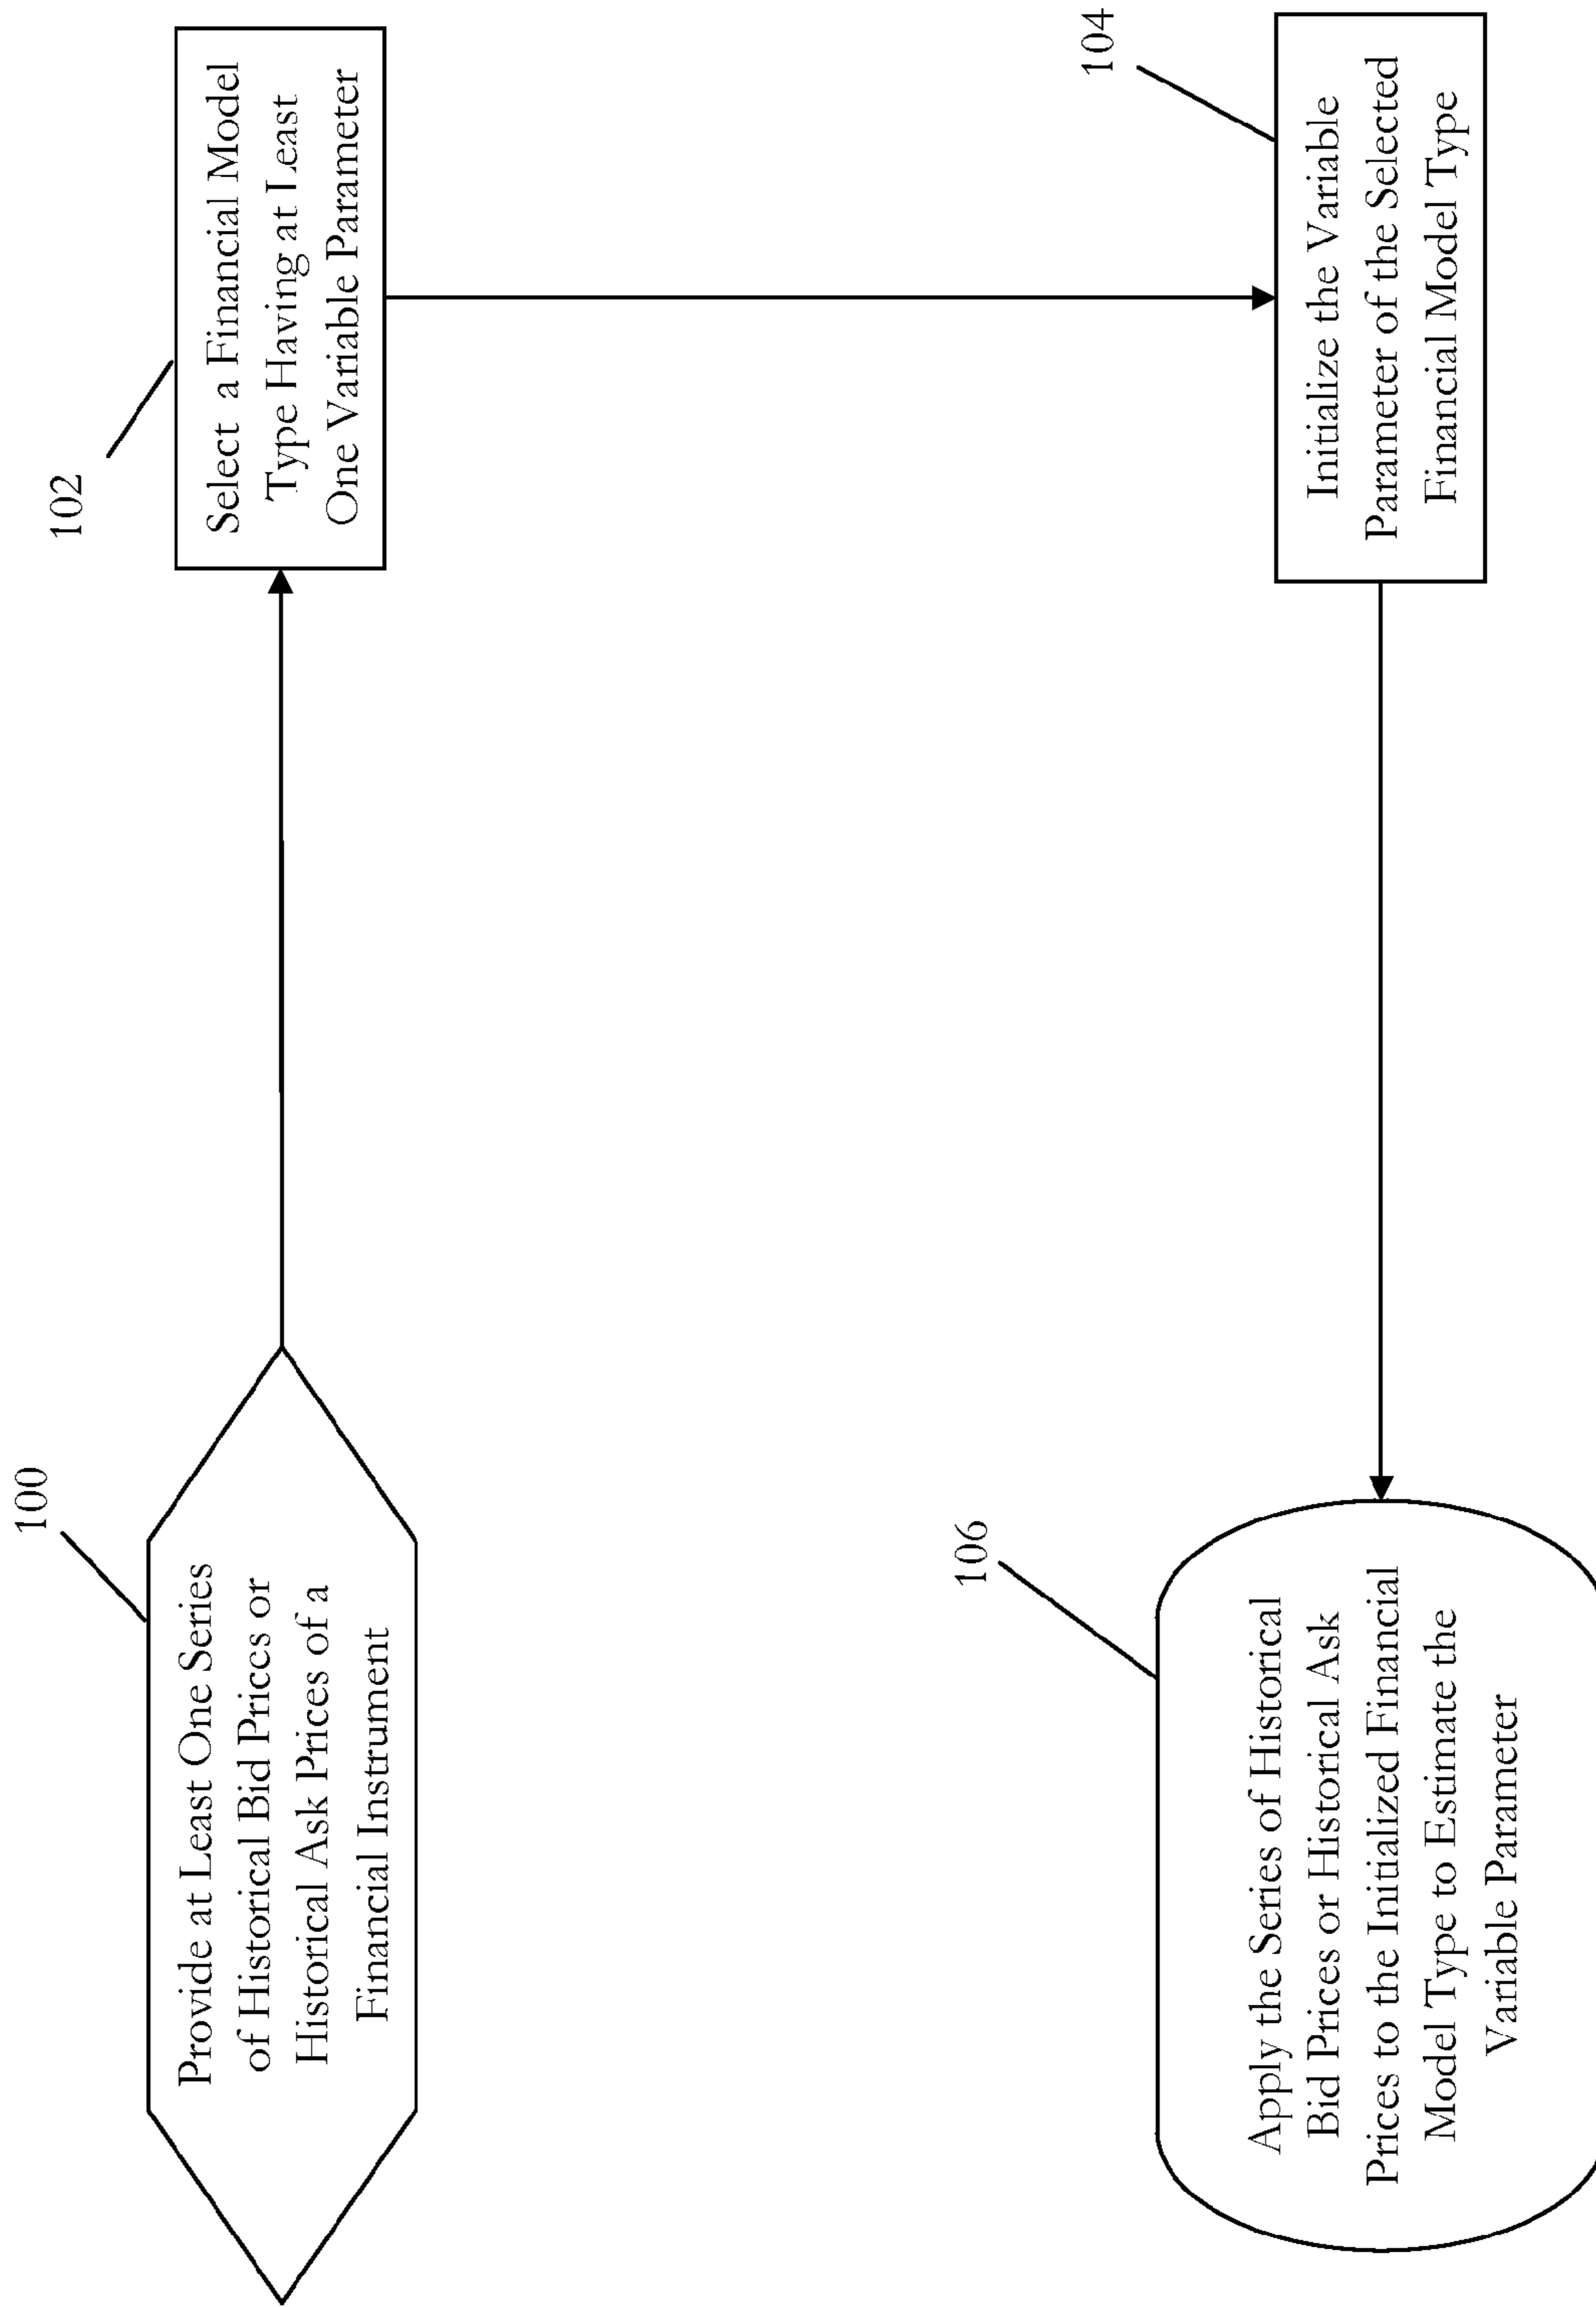 100
Provide at Least One Series
of Historical Bid Prices or
Historical Ask Prices of a
Financial Instrument
102
Select a Financial Model
Type Having at Least
One Variable Parameter
104
Initialize the Variable
Parameter of the Selected
Financial Model Type
106
Apply the Series of Historical
Bid Prices or Historical Ask
Prices to the Initialized Financial
Model Type to Estimate the
Variable Parameter